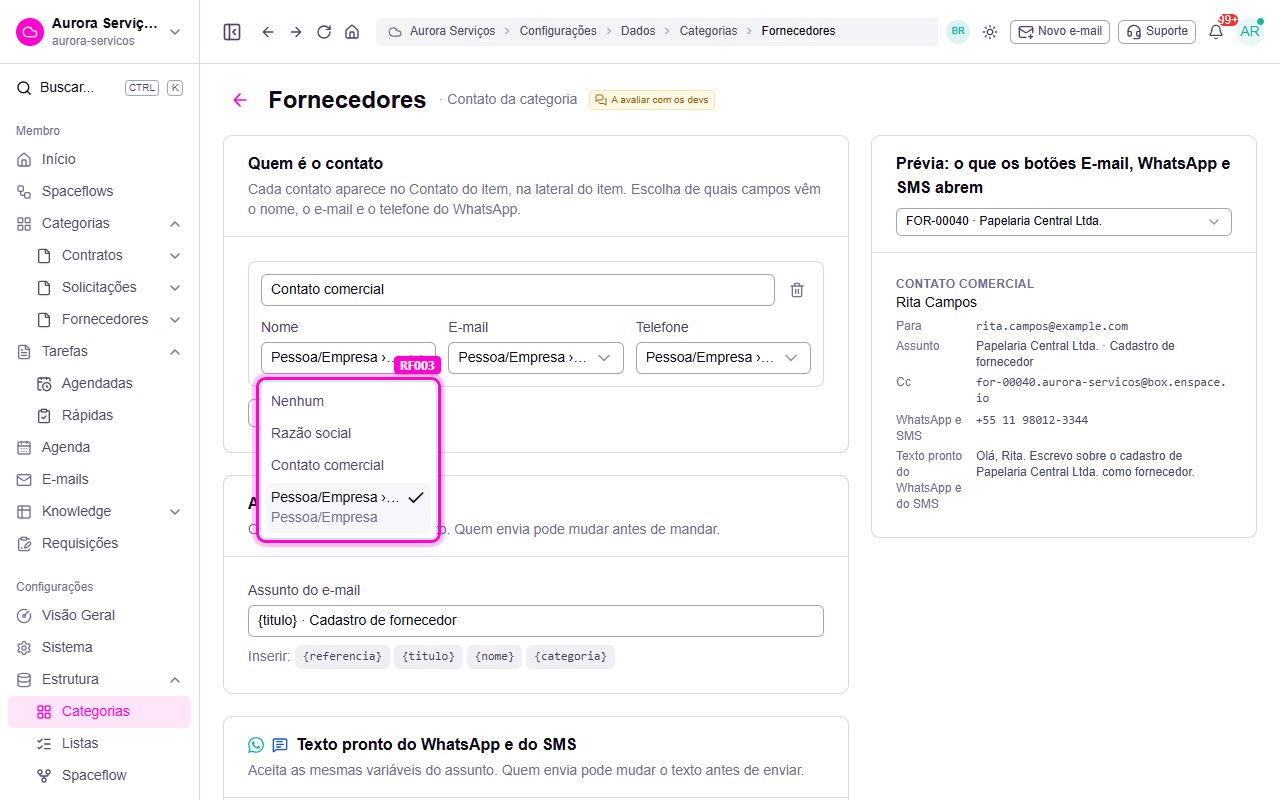 Aurora Serviç...
aurora-servicos
Buscar...
CTRL
K
Membro
Início
Spaceflows
Categorias
Contratos
Solicitações
Fornecedores
Tarefas
Agendadas
Rápidas
Agenda
E-mails
Knowledge
Requisições
Configurações
Visão Geral
Sistema
Estrutura
Categorias
Listas
Spaceflow
Aurora Serviços
Configurações
Dados
Categorias
Fornecedores
BR
Novo e-mail
Suporte
99+
AR
Fornecedores
· Contato da categoria
A avaliar com os devs
Quem é o contato
Cada contato aparece no Contato do item, na lateral do item. Escolha de quais campos vêm
o nome, o e-mail e o telefone do WhatsApp.
Contato comercial
Nome
E-mail
Telefone
Pessoa/Empresa ›...
Pessoa/Empresa ›...
Pessoa/Empresa ›...
RF003
Nenhum
Razão social
Contato comercial
Pessoa/Empresa ›...
Pessoa/Empresa
Quem envia pode mudar antes de mandar.
Assunto do e-mail
{titulo} · Cadastro de fornecedor
Inserir:
{referencia}
{titulo}
{nome}
{categoria}
Texto pronto do WhatsApp e do SMS
Aceita as mesmas variáveis do assunto. Quem envia pode mudar o texto antes de enviar.
Prévia: o que os botões E-mail, WhatsApp e
SMS abrem
FOR-00040 · Papelaria Central Ltda.
CONTATO COMERCIAL
Rita Campos
Para
rita.campos@example.com
Assunto
Papelaria Central Ltda. · Cadastro de
fornecedor
Cc
for-00040.aurora-servicos@box.enspace.
io
WhatsApp e
SMS
+55 11 98012-3344
Texto pronto
do
WhatsApp e
do SMS
Olá, Rita. Escrevo sobre o cadastro de
Papelaria Central Ltda. como fornecedor.